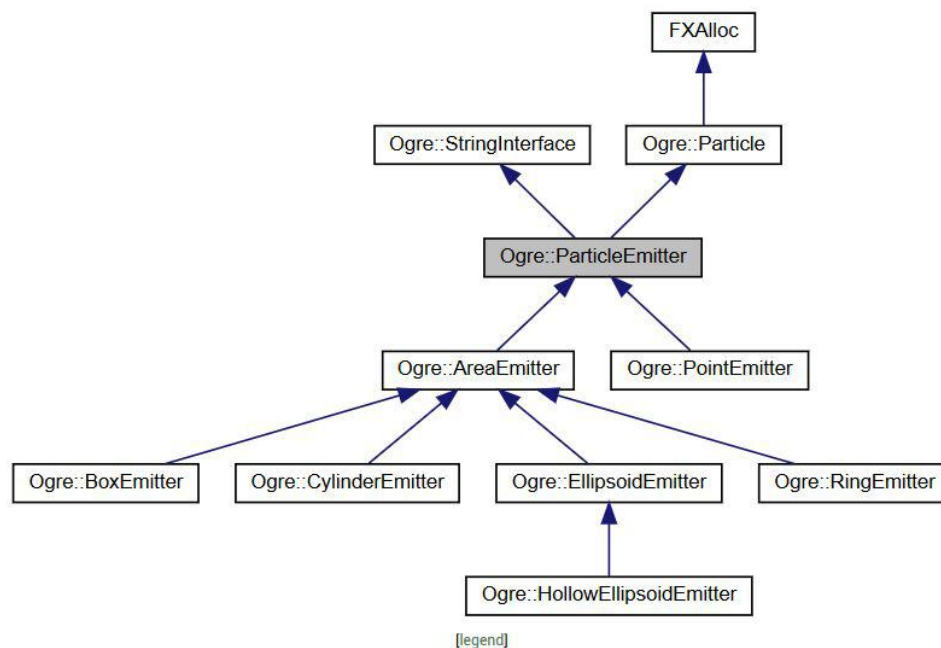 FXAlloc
Ogre::StringInterface
Ogre::Particle
Ogre::ParticleEmitter
Ogre::AreaEmitter
Ogre::PointEmitter
Ogre::BoxEmitter
Ogre::CylinderEmitter
Ogre::EllipsoidEmitter
Ogre::RingEmitter
Ogre::HollowEllipsoidEmitter
[legend]